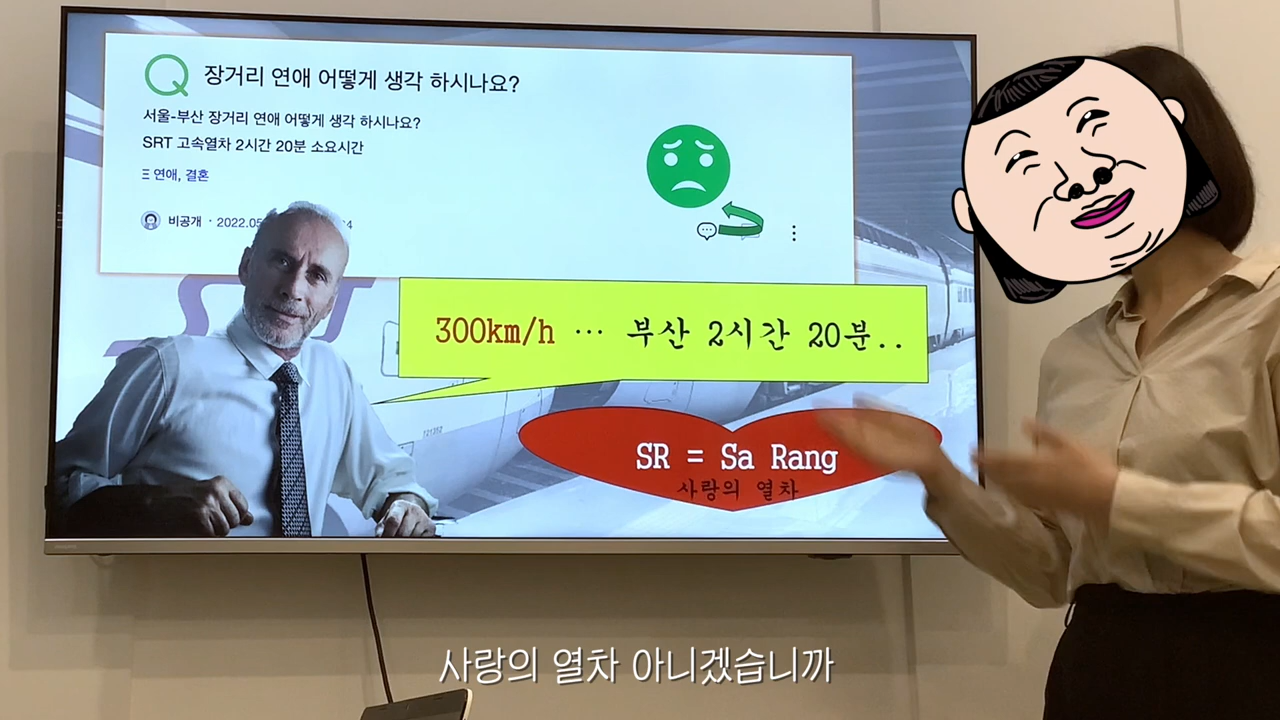 Q 장거리 연애 어떻게 생각 하시나요?
서울-부산 장거리 연애 어떻게 생각 하시나요?
SRT 고속열차 2시간 20분 소요시간
연애, 결혼
비공개 · 2022.05
300km/h … 부산 2시간 20분..
SR = Sa Rang
사랑의 열차
사랑의 열차 아니겠습니까